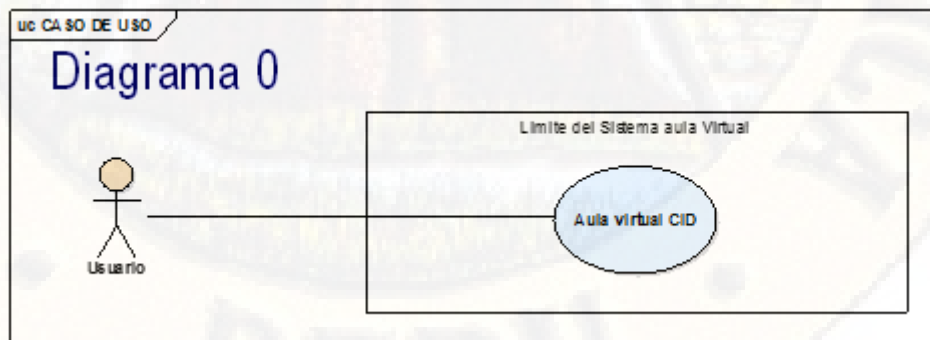 uc CASO DE USO
Diagrama 0
Limite del Sistema aula Virtual
Aula virtual CID
Usuario